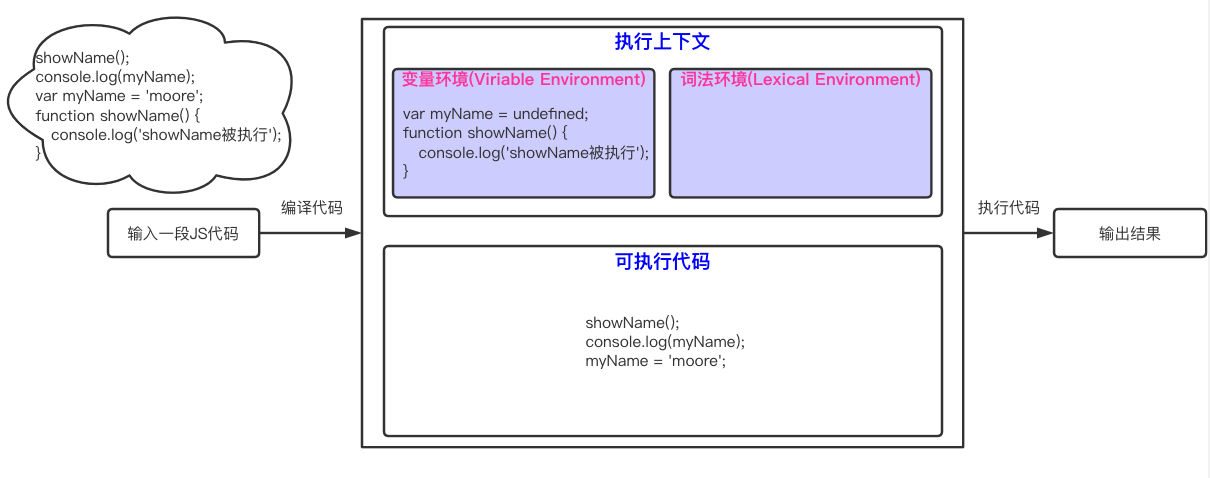 showName();
console.log(myName);
var myName = 'moore';
function showName() {
console.log('showName被执行');
}
输入一段JS代码
编译代码
执行上下文
变量环境(Viriable Environment)
var myName = undefined;
function showName() {
console.log('showName被执行');
}
词法环境(Lexical Environment)
可执行代码
showName();
console.log(myName);
myName = 'moore';
执行代码
输出结果